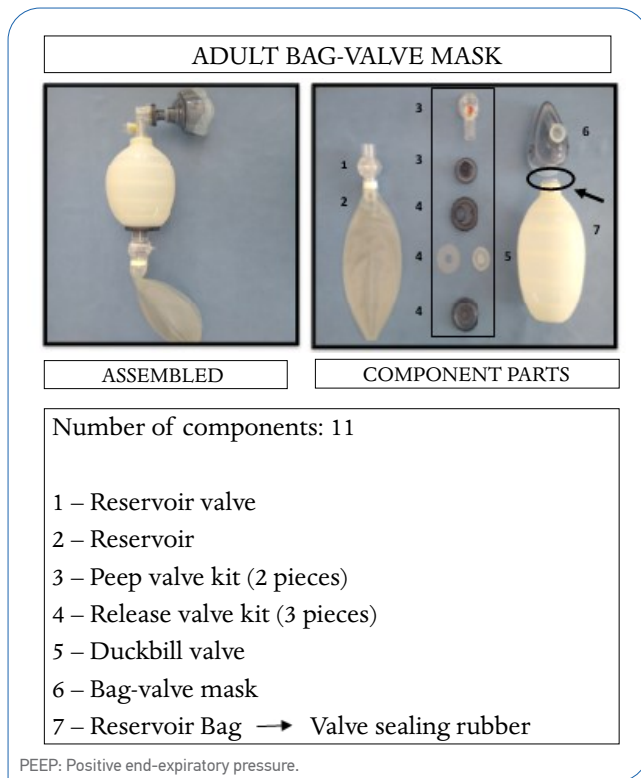 ADULT BAG-VALVE MASK
3
6
1
3
2
4
7
4
5
4
ASSEMBLED
COMPONENT PARTS
Number of components: 11
1 – Reservoir valve
2 – Reservoir
3 – Peep valve kit (2 pieces)
4 – Release valve kit (3 pieces)
5 – Duckbill valve
6 – Bag-valve mask
7 – Reservoir Bag → Valve sealing rubber
PEEP: Positive end-expiratory pressure.